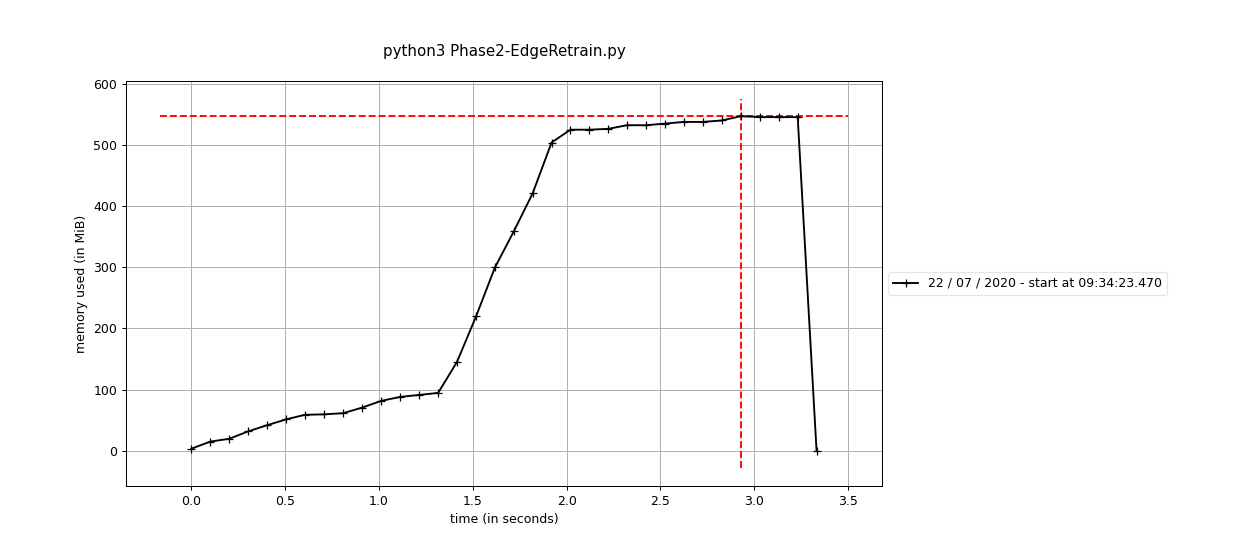 python3 Phase2-EdgeRetrain.py
600
500
400
300
200
100
0
memory used (in MiB)
0.0 0.5 1.0 1.5 2.0 2.5 3.0 3.5
time (in seconds)
22 / 07 / 2020 - start at 09:34:23.470